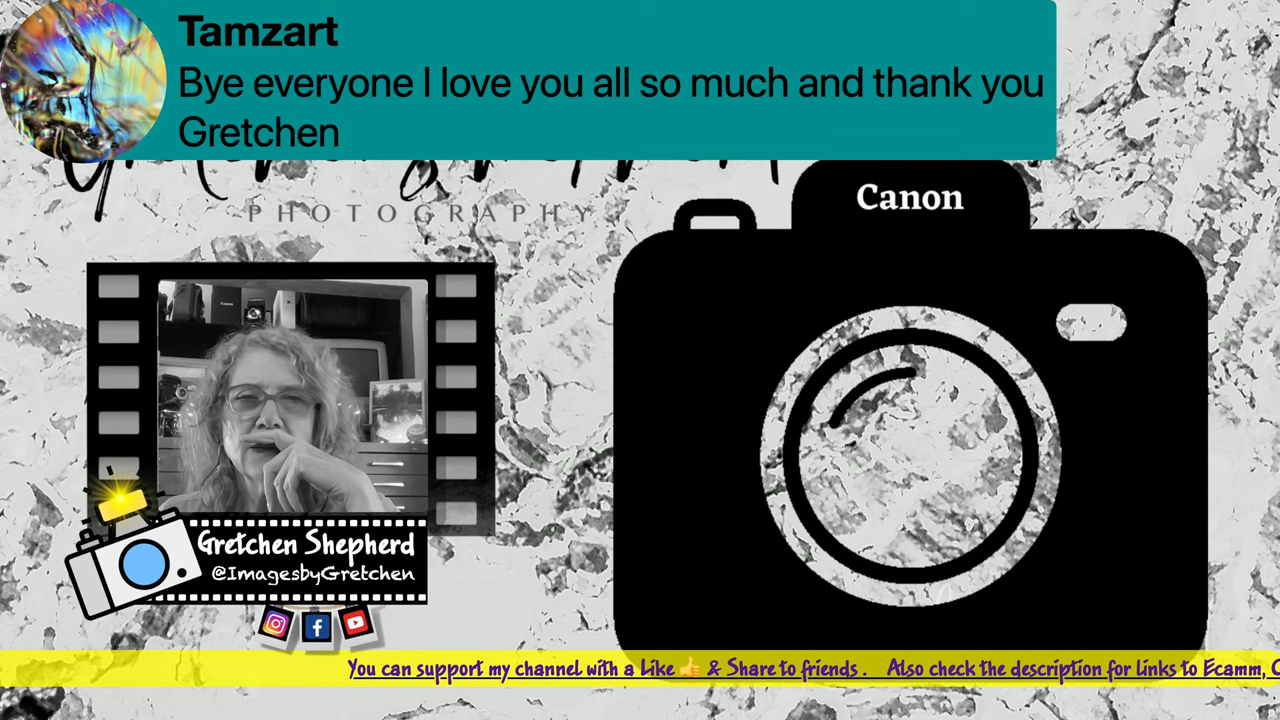 Tamzart
Bye everyone I love you all so much and thank you
Gretchen
PHOTOGRAPHY
Canon
Gretchen Shepherd
@ImagesbyGretchen
You can support my channel with a Like 👍 & Share to friends . Also check the description for links to Ecamm,